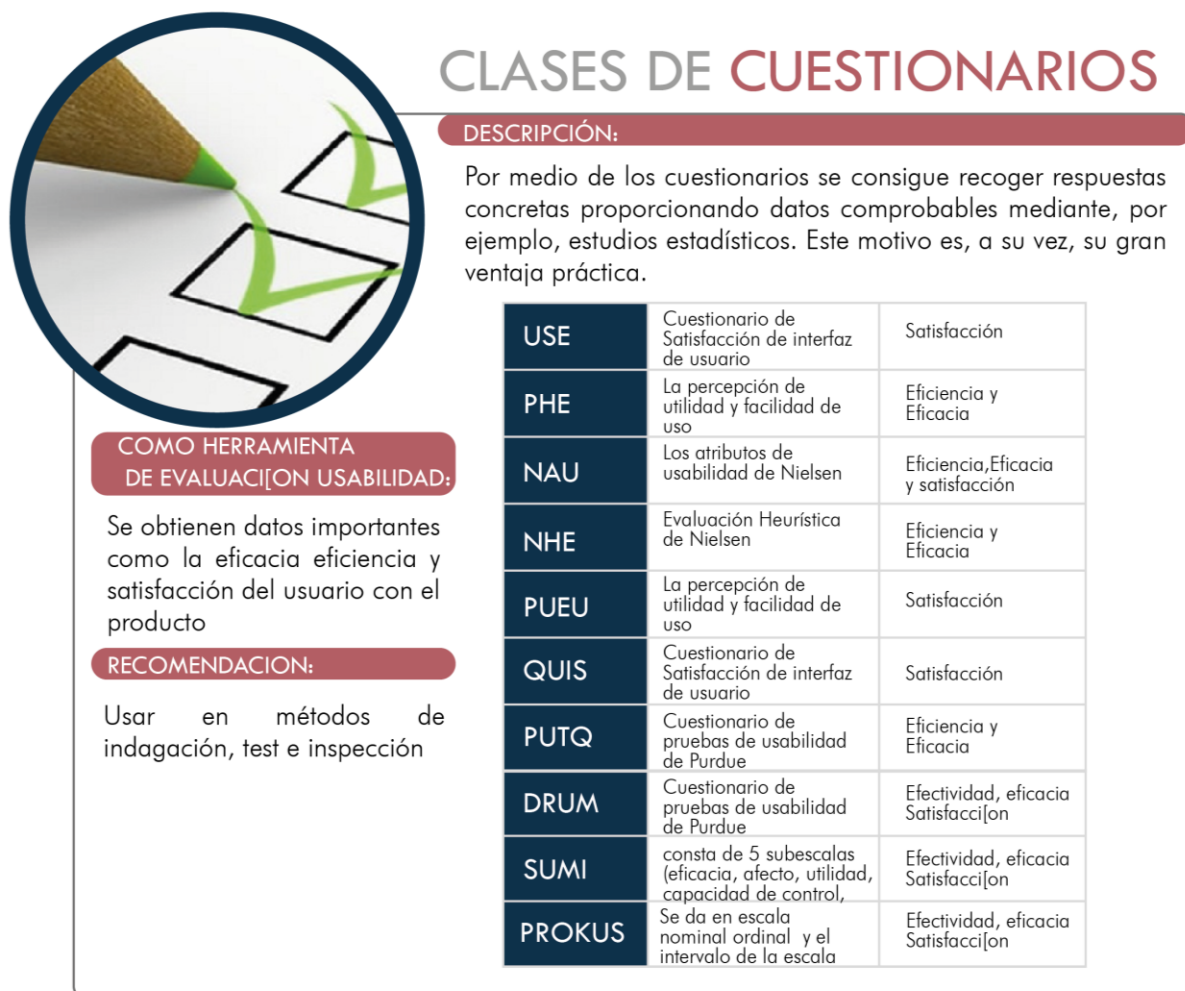 CLASES DE CUESTIONARIOS
DESCRIPCIÓN:
Por medio de los cuestionarios se consigue recoger respuestas
concretas proporcionando datos comprobables mediante, por
ejemplo, estudios estadísticos. Este motivo es, a su vez, su gran
ventaja práctica.
COMO HERRAMIENTA
DE EVALUACI[ON USABILIDAD:
Se obtienen datos importantes
como la eficacia eficiencia y
satisfacción del usuario con el
producto
RECOMENDACION:
Usar en métodos de
indagación, test e inspección
USE
Cuestionario de
Satisfacción de interfaz
de usuario
Satisfacción
PHE
La percepción de
utilidad y facilidad de
uso
Eficiencia y
Eficacia
NAU
Los atributos de
usabilidad de Nielsen
Eficiencia,Eficacia
y satisfacción
NHE
Evaluación Heurística
de Nielsen
Eficiencia y
Eficacia
PUEU
La percepción de
utilidad y facilidad de
uso
Satisfacción
QUIS
Cuestionario de
Satisfacción de interfaz
de usuario
Satisfacción
PUTQ
Cuestionario de
pruebas de usabilidad
de Purdue
Eficiencia y
Eficacia
DRUM
Cuestionario de
pruebas de usabilidad
de Purdue
Efectividad, eficacia
Satisfacci[on
SUMI
consta de 5 subescalas
(eficacia, afecto, utilidad,
capacidad de control,
Efectividad, eficacia
Satisfacci[on
PROKUS
Se da en escala
nominal ordinal y el
intervalo de la escala
Efectividad, eficacia
Satisfacci[on